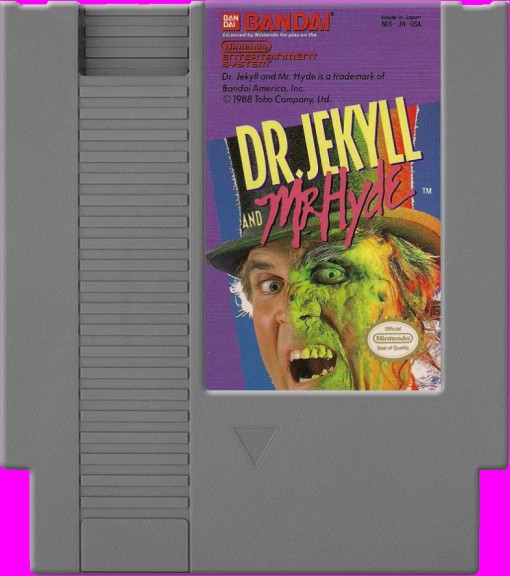 BAN DAI BANDAI
Licensed by Nintendo for play on the
Nintendo
ENTERTAINMENT
SYSTEM
Made in Japan
NES-JH-USA
Dr. Jekyll and Mr. Hyde is a trademark of
Bandai America, Inc.
© 1988 Toho Company, Ltd.
DR. JEKYLL
AND MR Hyde TM
Official
Nintendo
Seal of Quality